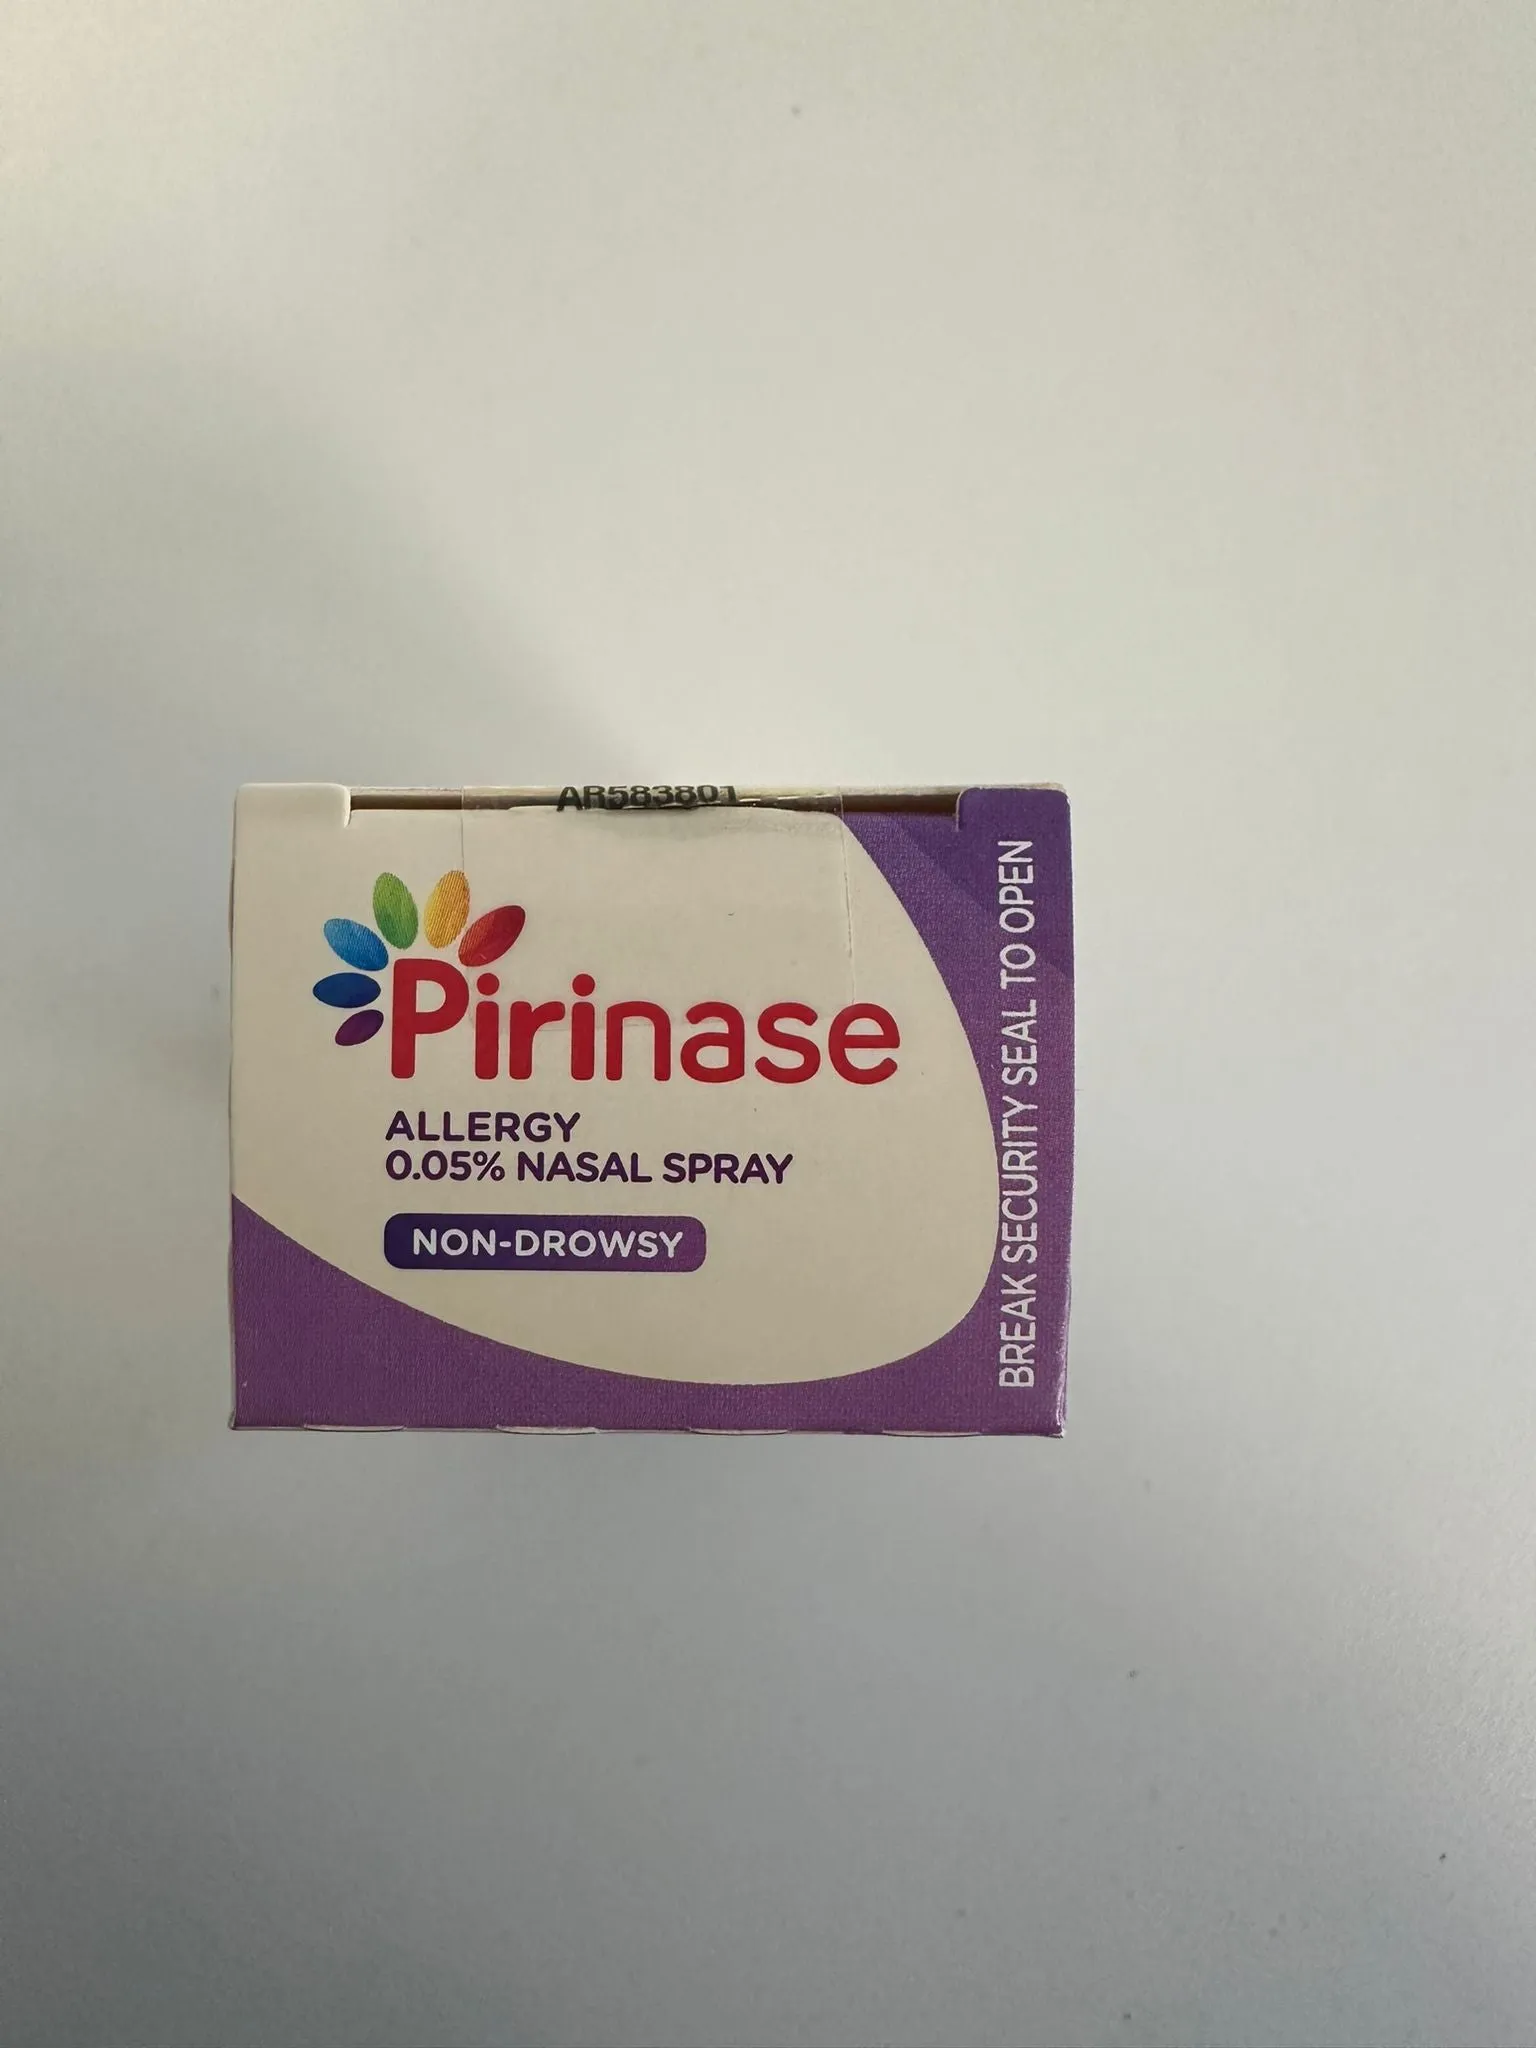 AR583801
Pirinase
ALLERGY
0.05% NASAL SPRAY
NON-DROWSY
BREAK SECURITY SEAL TO OPEN